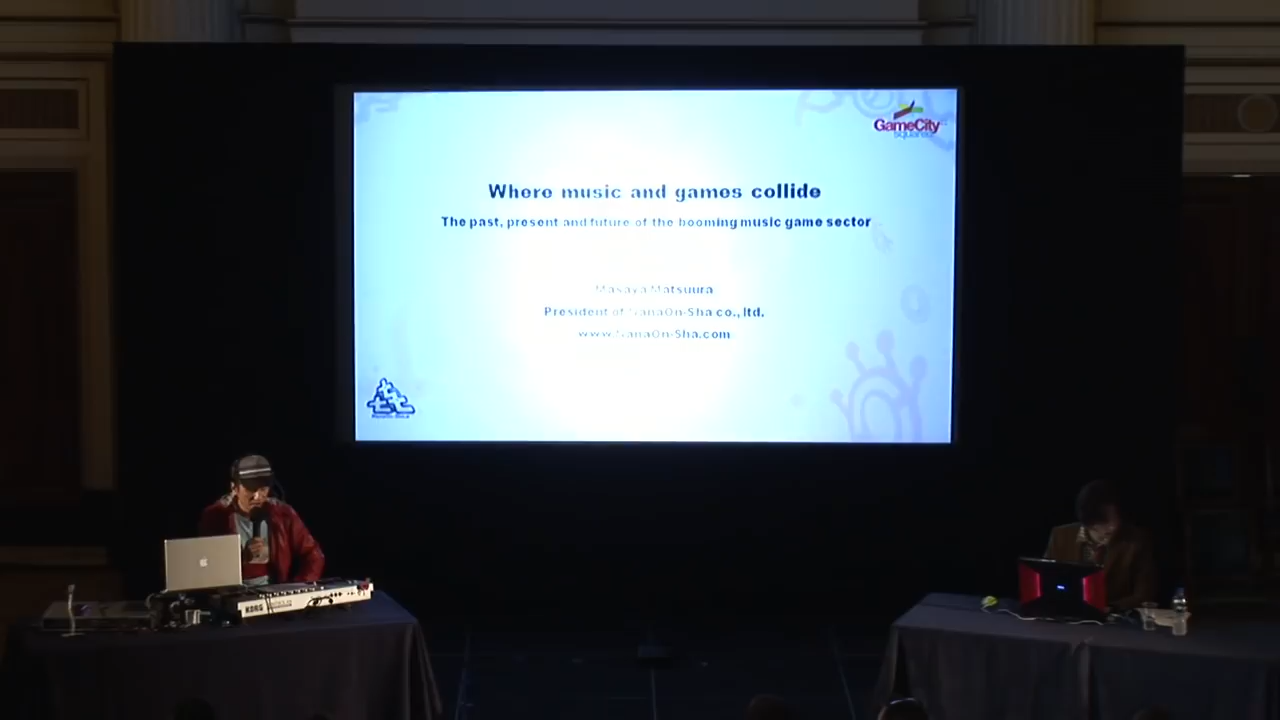 GameCity
squared
Where music and games collide
The past, present and future of the booming music game sector
Masaya Matsuura
President of NanaOn-Sha co., ltd.
www.NanaOn-Sha.com
KORG